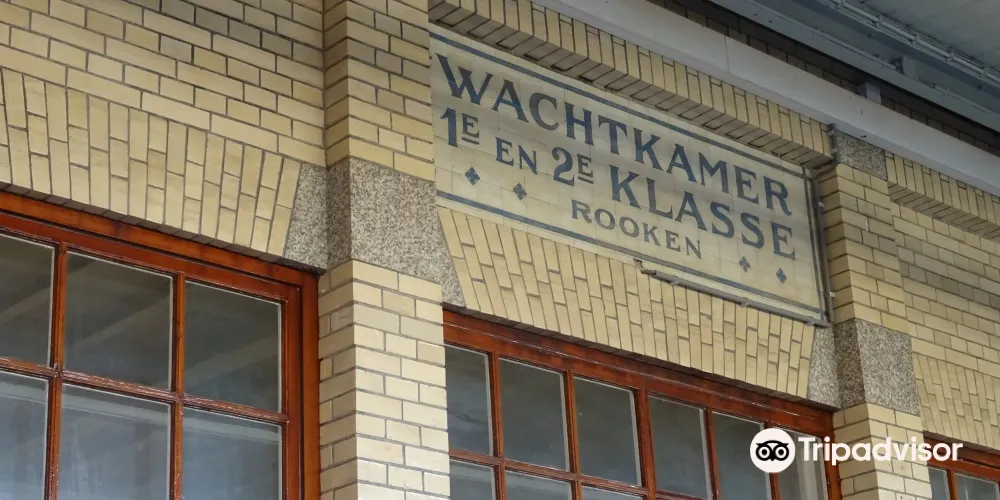 WACHTKAMER
1E EN 2E KLASSE
ROOKEN
Tripadvisor